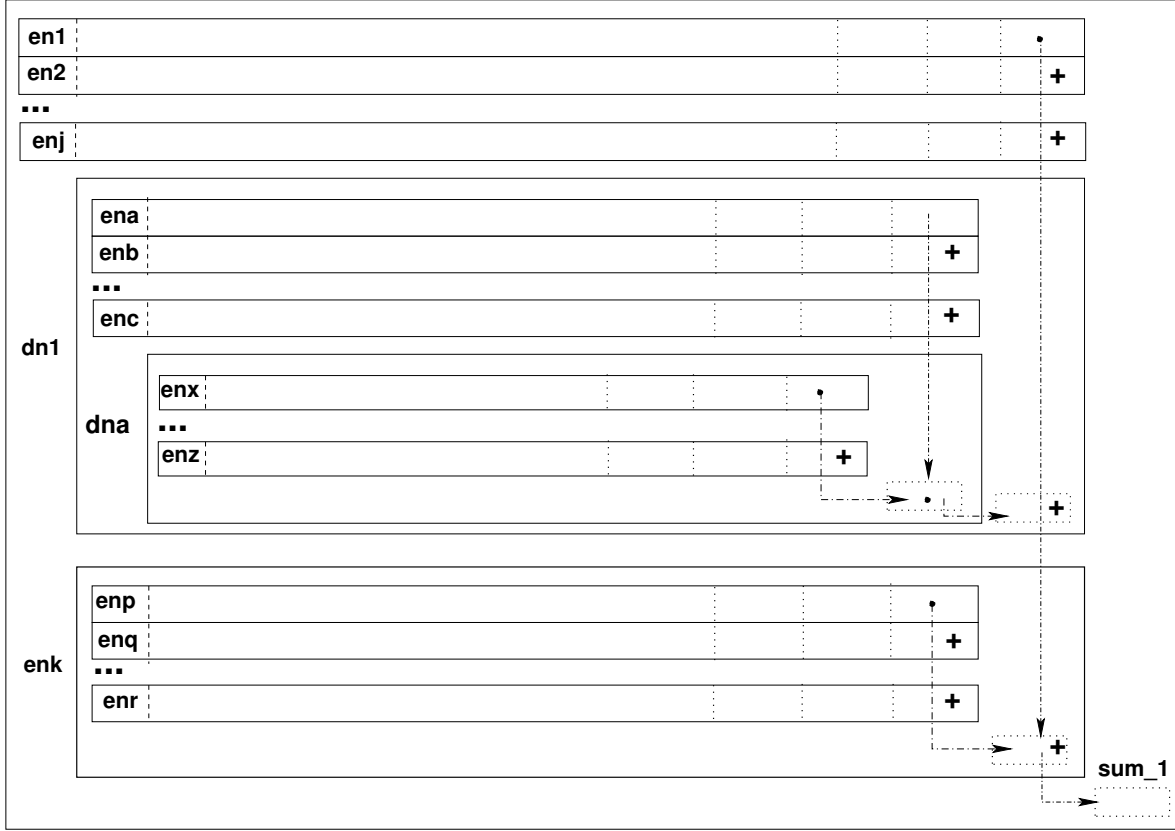 en1
en2 +
...
enj +
ena
enb +
...
enc +
dn1
enx
dna ...
enz +
+
enp
enq +
enk ...
enr +
+
sum_1